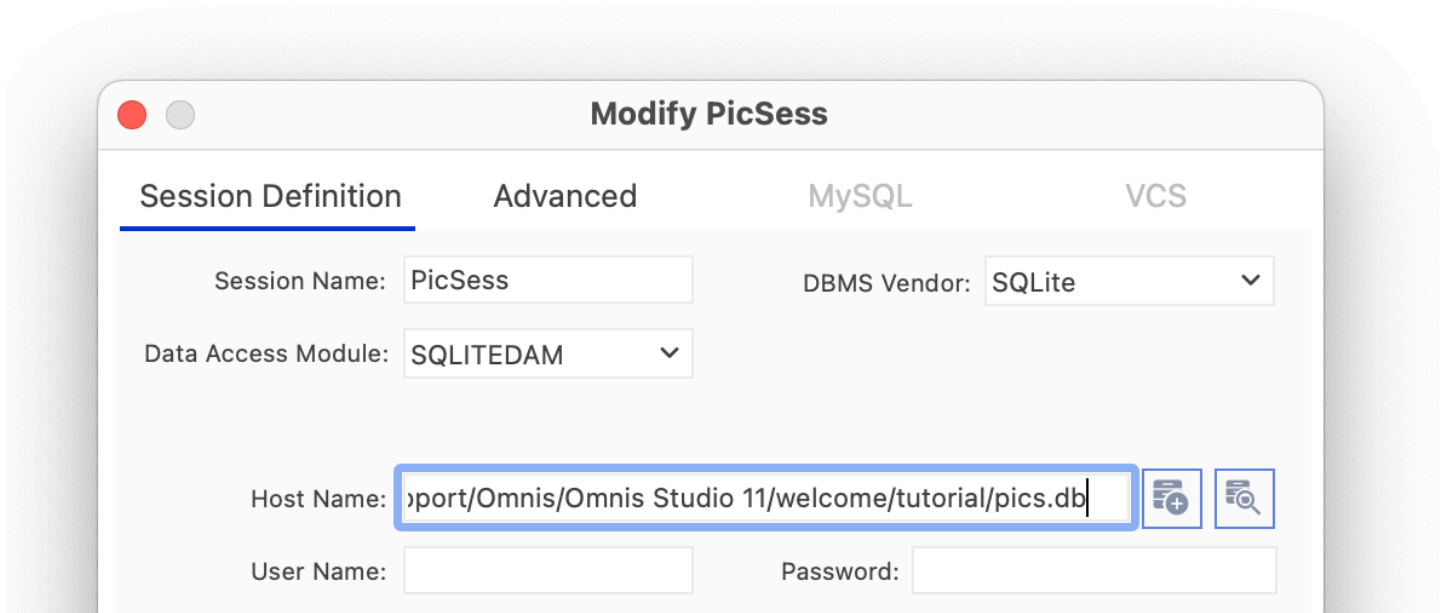 Modify PicSess
Session Definition Advanced MySQL VCS
Session Name: PicSess DBMS Vendor: SQLite
Data Access Module: SQLITEDAM
Host Name: pport/Omnis/Omnis Studio 11/welcome/tutorial/pics.db
User Name: Password: